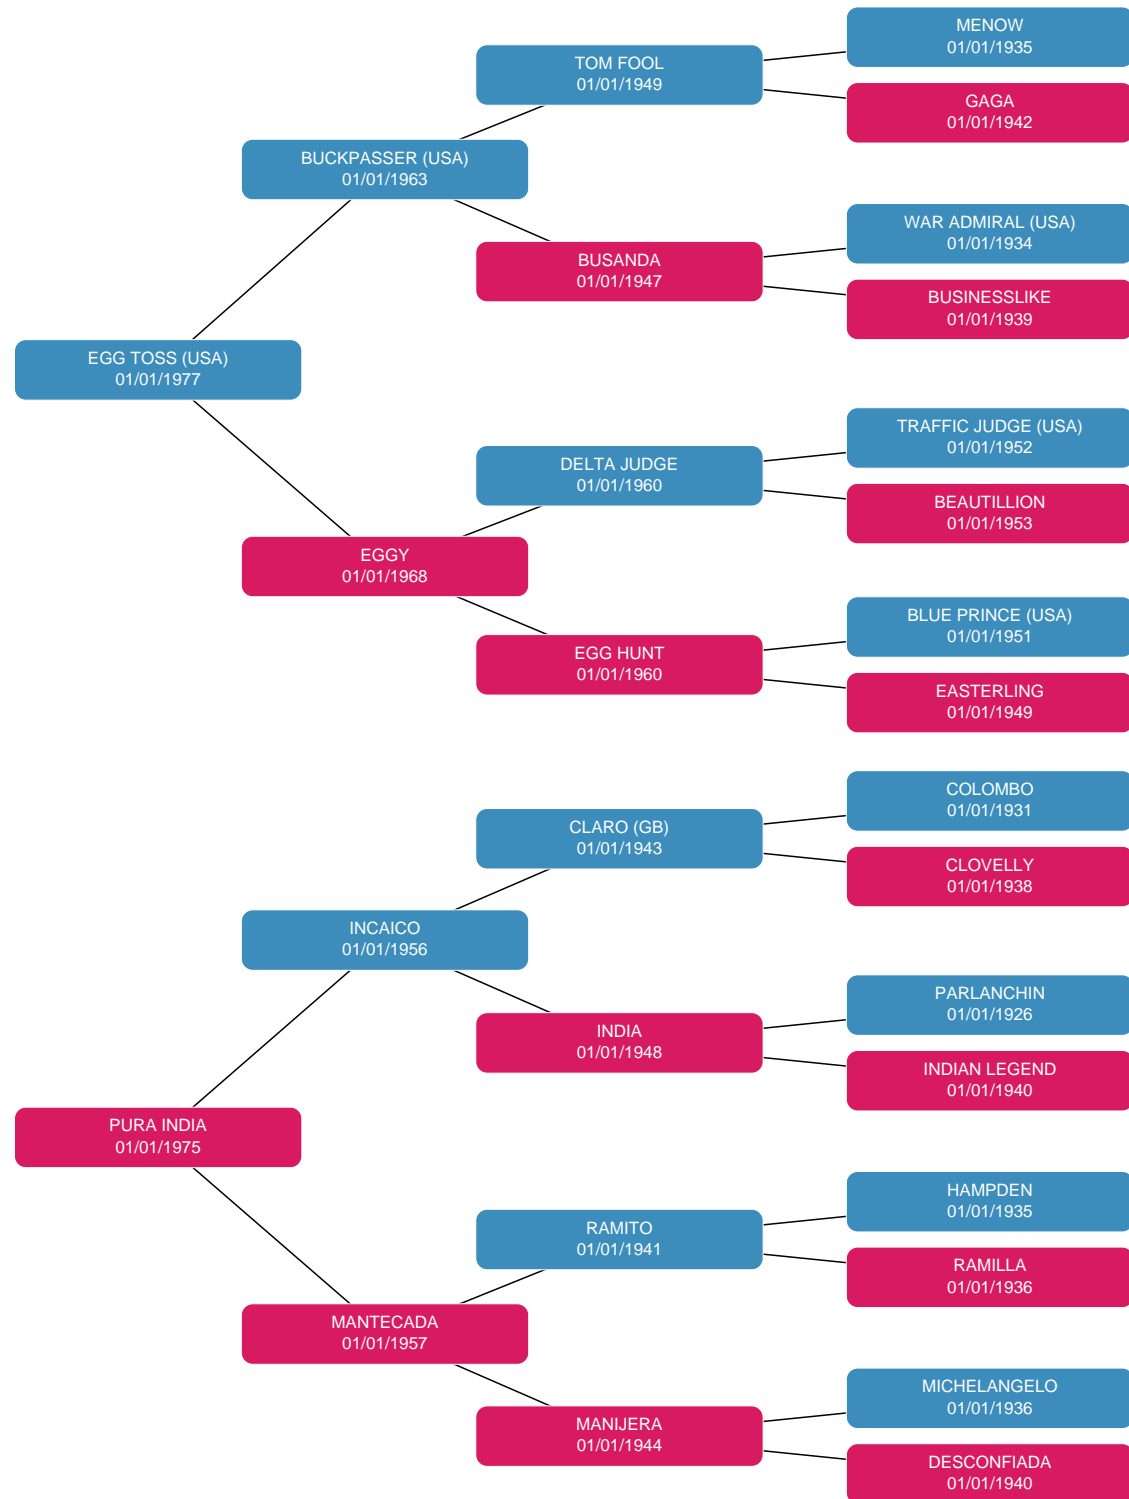 MENOW
01/01/1935
TOM FOOL
01/01/1949
GAGA
01/01/1942
BUCKPASSER (USA)
01/01/1963
WAR ADMIRAL (USA)
01/01/1934
BUSANDA
01/01/1947
BUSINESSLIKE
01/01/1939
EGG TOSS (USA)
01/01/1977
TRAFFIC JUDGE (USA)
01/01/1952
DELTA JUDGE
01/01/1960
BEAUTILLION
01/01/1953
EGGY
01/01/1968
BLUE PRINCE (USA)
01/01/1951
EGG HUNT
01/01/1960
EASTERLING
01/01/1949
COLOMBO
01/01/1931
CLARO (GB)
01/01/1943
CLOVELLY
01/01/1938
INCAICO
01/01/1956
PARLANCHIN
01/01/1926
INDIA
01/01/1948
INDIAN LEGEND
01/01/1940
PURA INDIA
01/01/1975
HAMPDEN
01/01/1935
RAMITO
01/01/1941
RAMILLA
01/01/1936
MANTECADA
01/01/1957
MICHELANGELO
01/01/1936
MANIJERA
01/01/1944
DESCONFIADA
01/01/1940